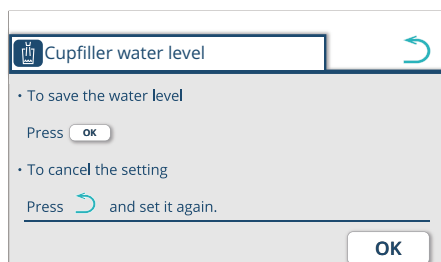 Cupfiller water level
• To save the water level
Press OK
• To cancel the setting
Press and set it again.
OK